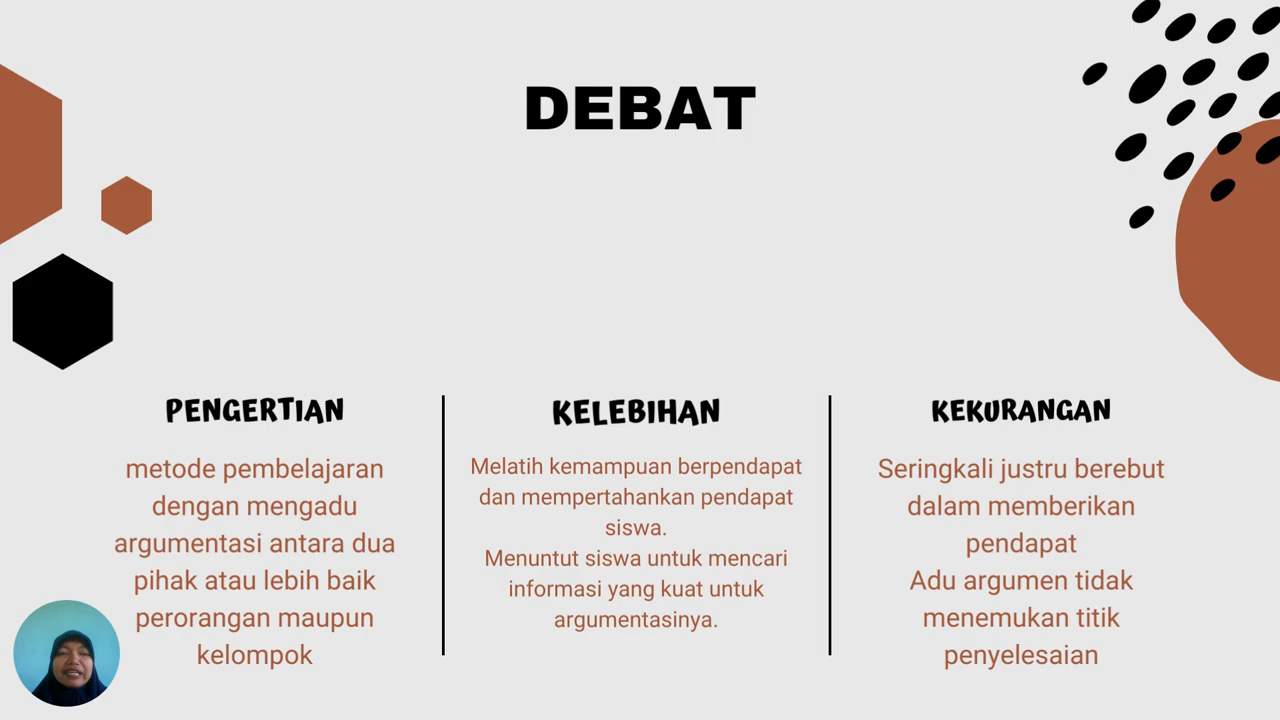 DEBAT
PENGERTIAN
metode pembelajaran
dengan mengadu
argumentasi antara dua
pihak atau lebih baik
perorangan maupun
kelompok
KELEBIHAN
Melatih kemampuan berpendapat
dan mempertahankan pendapat
siswa.
Menuntut siswa untuk mencari
informasi yang kuat untuk
argumentasinya.
KEKURANGAN
Seringkali justru berebut
dalam memberikan
pendapat
Adu argumen tidak
menemukan titik
penyelesaian